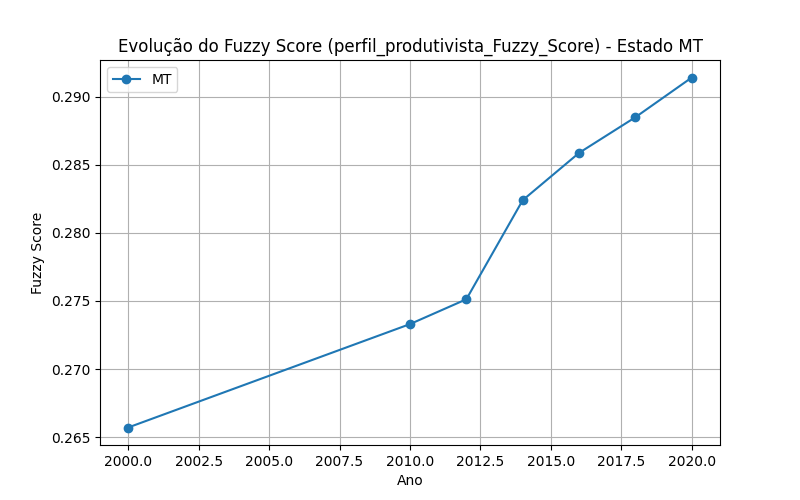 Evolução do Fuzzy Score (perfil_produtivista_Fuzzy_Score) - Estado MT
MT
Fuzzy Score
0.290
0.285
0.280
0.275
0.270
0.265
2000.0 2002.5 2005.0 2007.5 2010.0 2012.5 2015.0 2017.5 2020.0
Ano